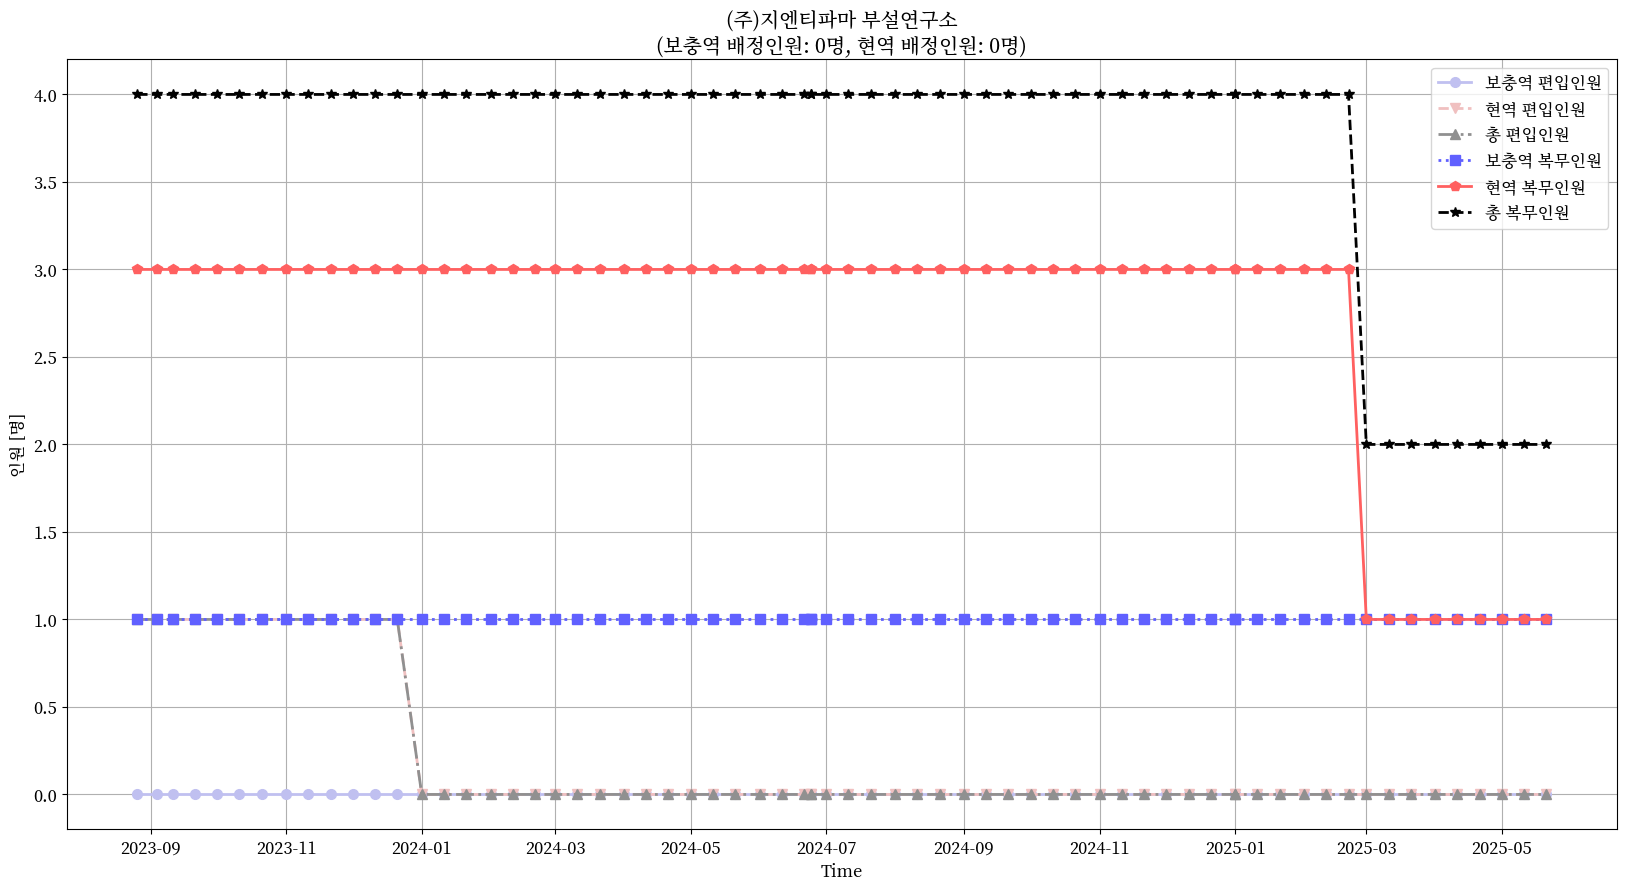 (주)지엔티파마 부설연구소
(보충역 배정인원: 0명, 현역 배정인원: 0명)
보충역 편입인원
현역 편입인원
총 편입인원
보충역 복무인원
현역 복무인원
총 복무인원
인원 [명]
4.0
3.5
3.0
2.5
2.0
1.5
1.0
0.5
0.0
2023-09 2023-11 2024-01 2024-03 2024-05 2024-07 2024-09 2024-11 2025-01 2025-03 2025-05
Time